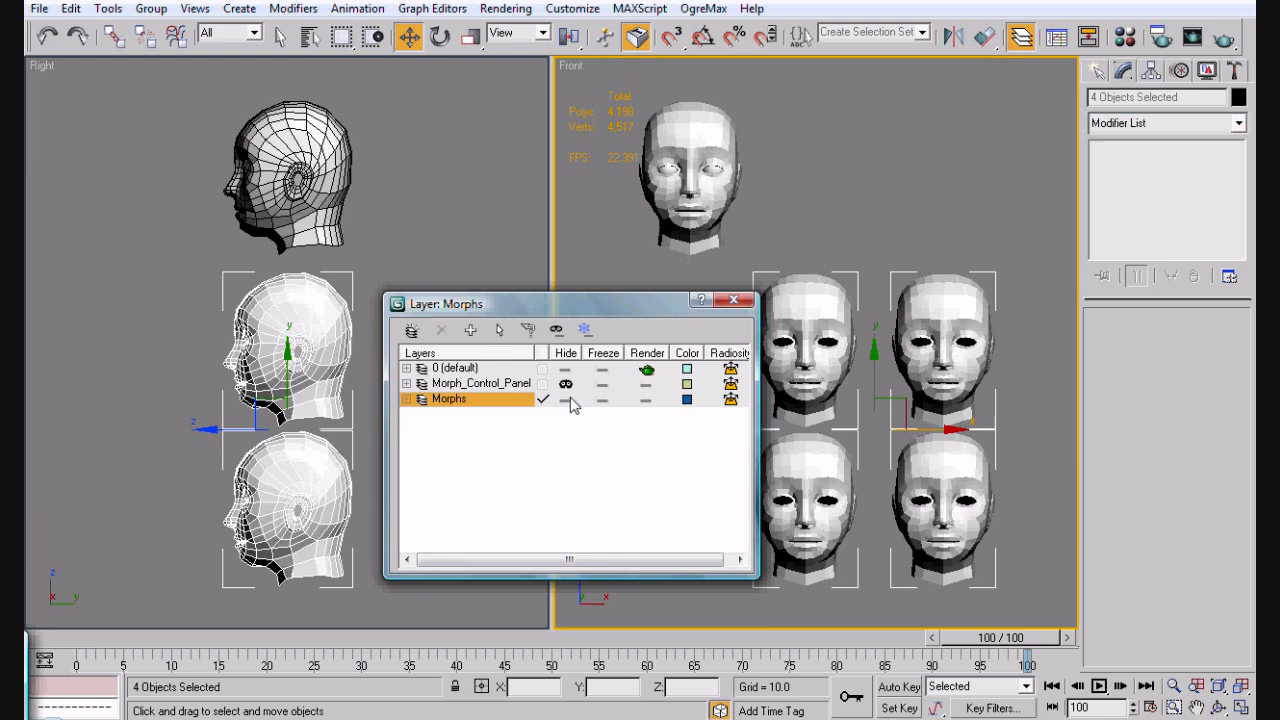 File Edit Tools Group Views Create Modifiers Animation Graph Editors Rendering Customize MAXScript OgreMax Help
All View 3 % ABC Create Selection Set
Right
Front
Total
Polys: 4,198
Verts: 4,517
FPS: 22.391
4 Objects Selected
Modifier List
Layer: Morphs
Layers Hide Freeze Render Color Radiosity
0 (default)
Morph_Control_Panel
Morphs
y
z
y
x
z
x y
y x
100 / 100
0 5 10 15 20 25 30 35 40 45 50 55 60 65 70 75 80 85 90 95 100
4 Objects Selected X: Y: Z: Grid = 10.0 Auto Key Selected
Click and drag to select and move objects Add Time Tag Set Key Key Filters... 100